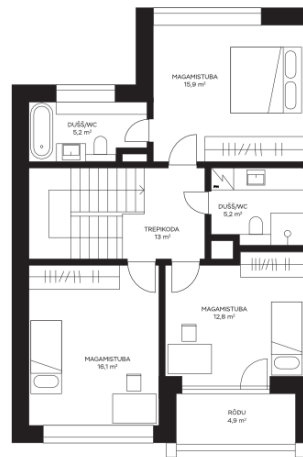 MAGAMISTUBA
15,9 m²
DUŠŠ/WC
5,2 m²
DUŠŠ/WC
5,2 m²
TREPIKODA
13 m²
MAGAMISTUBA
12,8 m²
MAGAMISTUBA
16,1 m²
RÕDU
4,9 m²